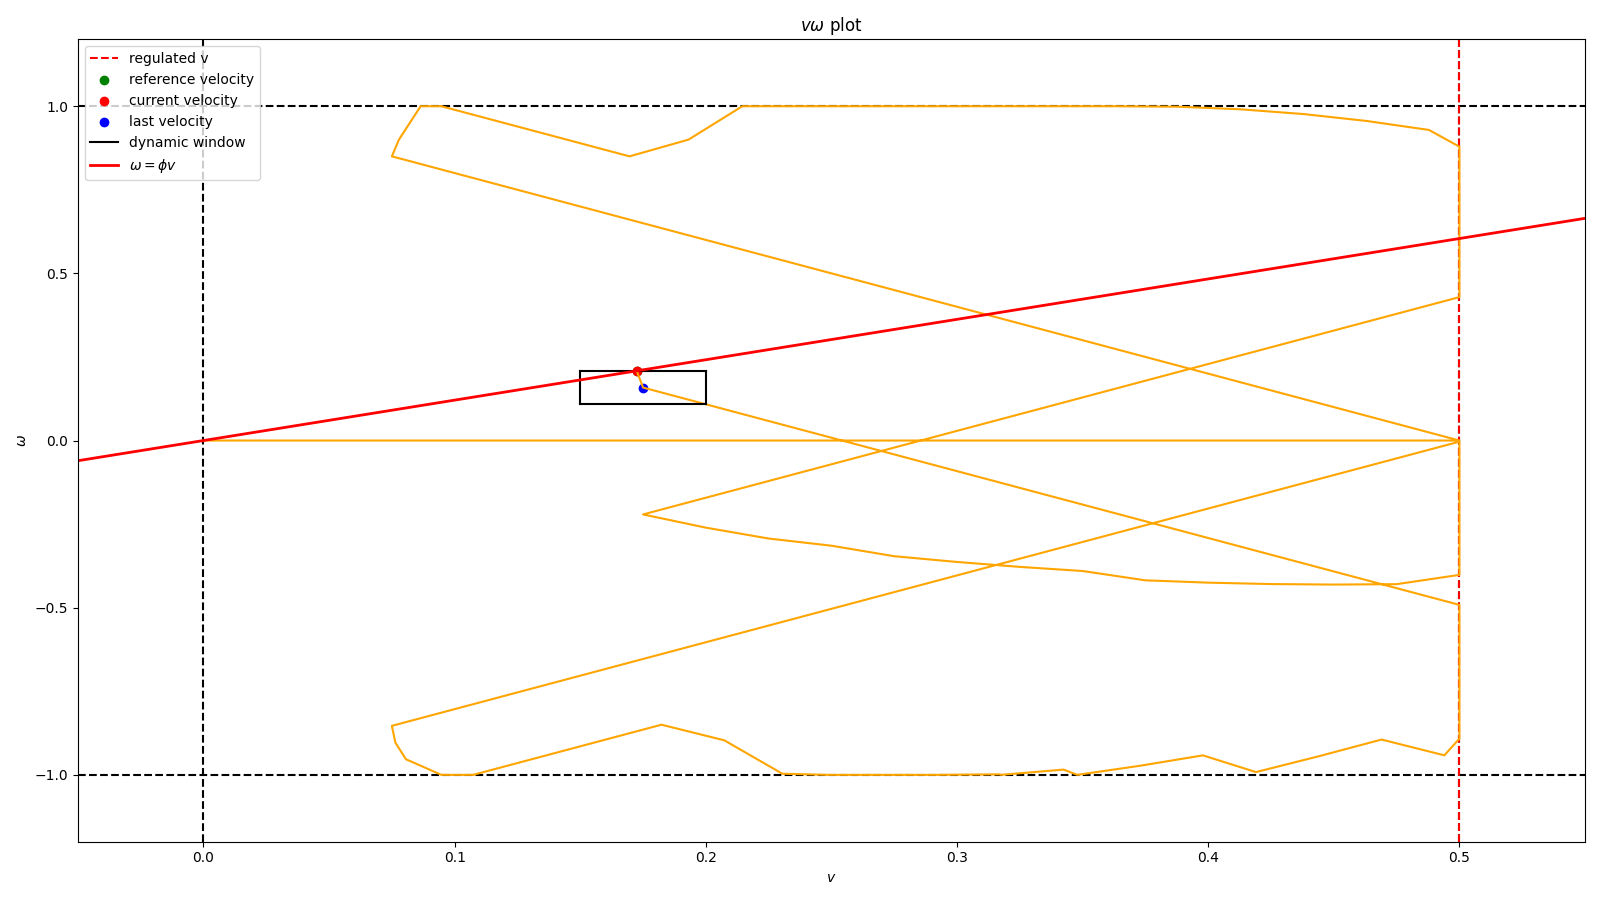 vω plot
regulated v
reference velocity
current velocity
last velocity
dynamic window
ω = ϕv
1.0
0.5
0.0
−0.5
−1.0
ω
0.0 0.1 0.2 0.3 0.4 0.5
v